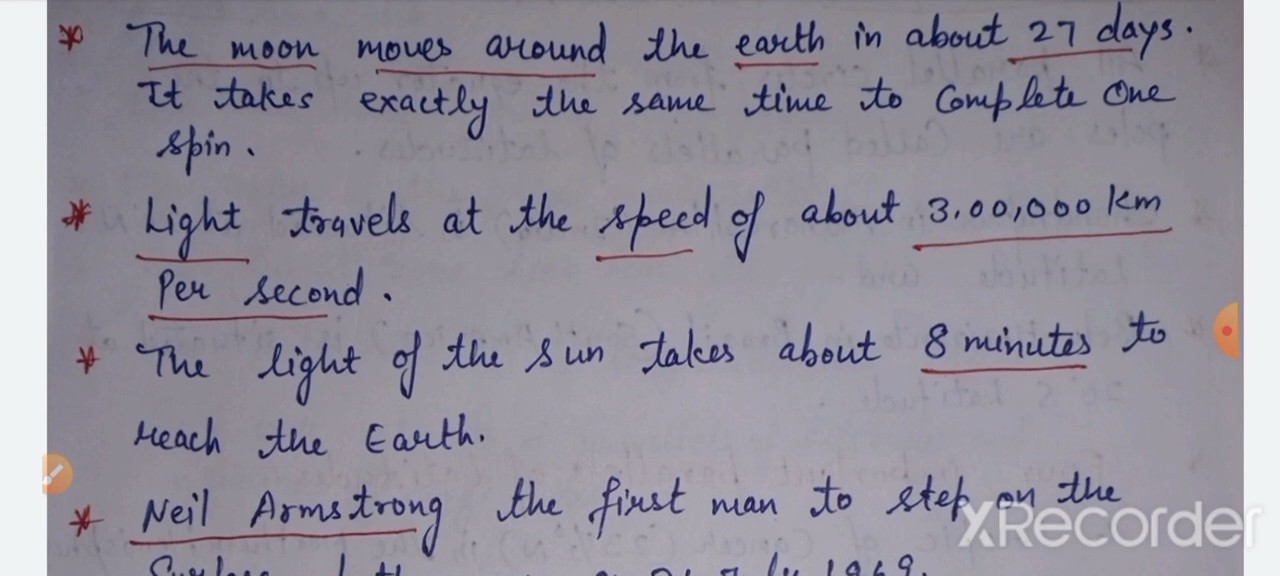 * The moon moves around the earth in about 27 days.
It takes exactly the same time to Complete One
spin.
* Light travels at the speed of about 3,00,000 km
Per second.
* The light of the sun takes about 8 minutes to
reach the Earth.
* Neil Armstrong the first man to step on the
1969.
XRecorder